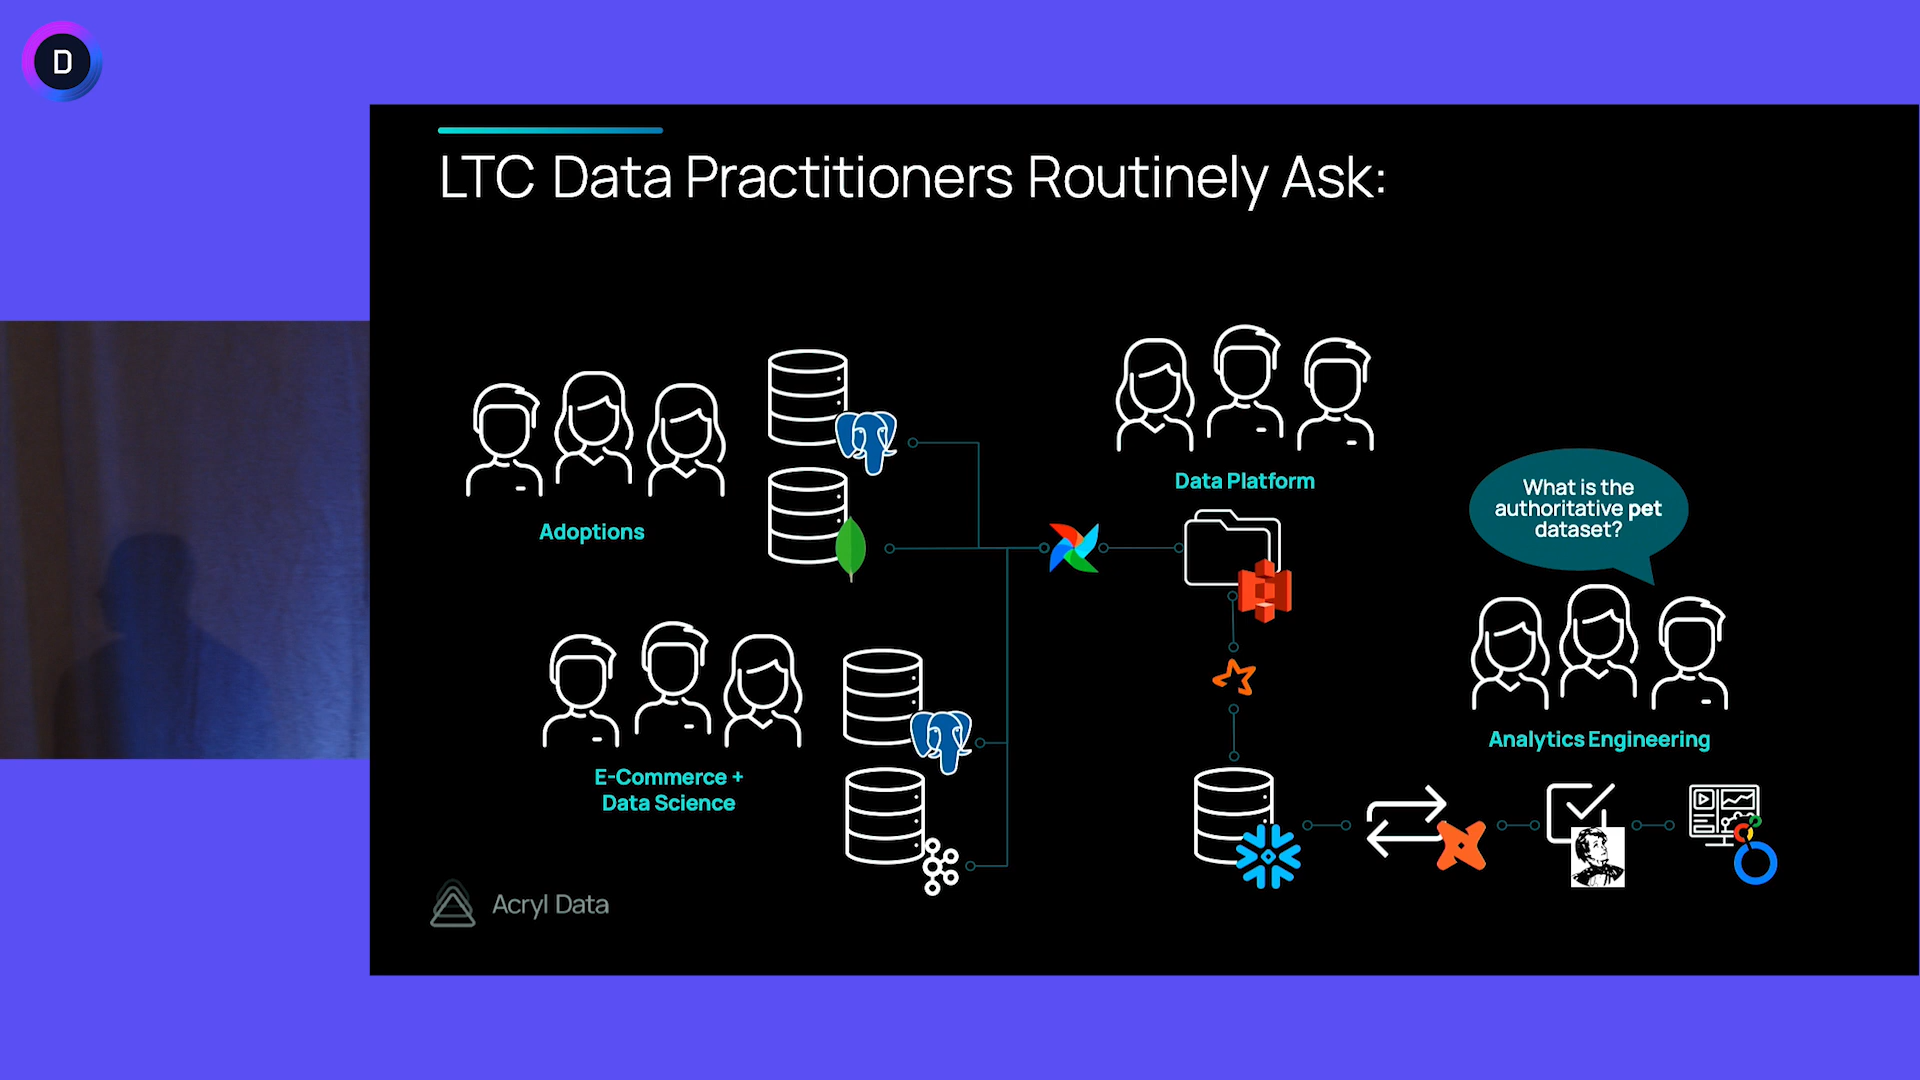 D
LTC Data Practitioners Routinely Ask:
Adoptions
Data Platform
What is the
authoritative pet
dataset?
E-Commerce +
Data Science
Analytics Engineering
Acryl Data